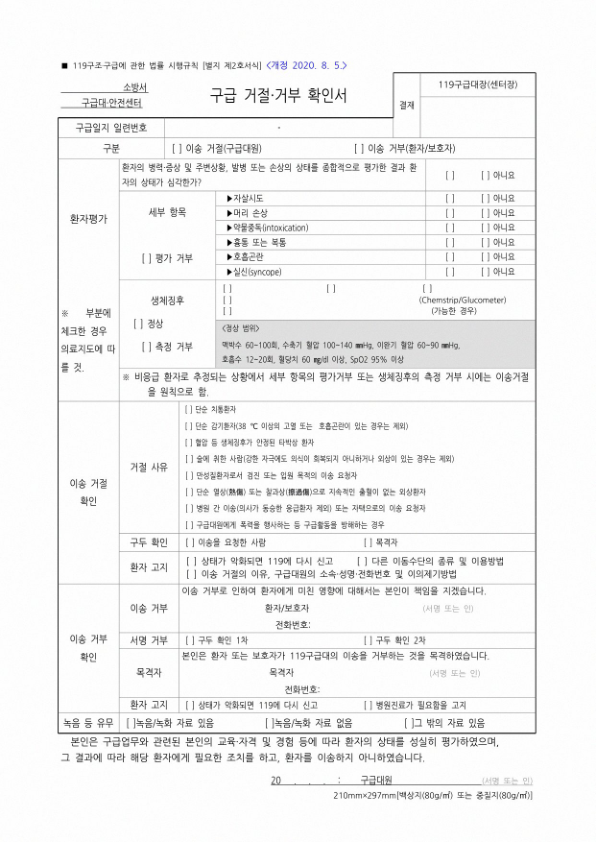 ■ 119구조·구급에 관한 법률 시행규칙 [별지 제2호서식] <개정 2020. 8. 5.>
소방서
구급대·안전센터
구급 거절·거부 확인서
결재
119구급대장(센터장)
구급일지 일련번호
-
구분
[ ] 이송 거절(구급대원)
[ ] 이송 거부(환자/보호자)
환자평가
※ 부분에
체크한 경우
의료지도에 따
를 것.
환자의 병력·증상 및 주변상황, 발병 또는 손상의 상태를 종합적으로 평가한 결과 환
자의 상태가 심각한가?
[ ] [ ] 아니요
세부 항목
[ ] 평가 거부
▶자살시도 [ ] [ ] 아니요
▶머리 손상 [ ] [ ] 아니요
▶약물중독(intoxication) [ ] [ ] 아니요
▶흉통 또는 복통 [ ] [ ] 아니요
▶호흡곤란 [ ] [ ] 아니요
▶실신(syncope) [ ] [ ] 아니요
생체징후
[ ] 정상
[ ] 측정 거부
[ ] [ ] [ ]
[ ] (Chemstrip/Glucometer)
[ ] (가능한 경우)
<정상 범위>
맥박수 60-100회, 수축기 혈압 100-140 ㎜Hg, 이완기 혈압 60-90 ㎜Hg,
호흡수 12-20회, 혈당치 60 ㎎/㎗ 이상, SpO2 95% 이상
※ 비응급 환자로 추정되는 상황에서 세부 항목의 평가거부 또는 생체징후의 측정 거부 시에는 이송거절
을 원칙으로 함.
이송 거절
확인
거절 사유
[ ] 단순 치통환자
[ ] 단순 감기환자(38 ℃ 이상의 고열 또는 호흡곤란이 있는 경우는 제외)
[ ] 혈압 등 생체징후가 안정된 타박상 환자
[ ] 술에 취한 사람(강한 자극에도 의식이 회복되지 아니하거나 외상이 있는 경우는 제외)
[ ] 만성질환자로서 검진 또는 입원 목적의 이송 요청자
[ ] 단순 열상(熱傷) 또는 찰과상(擦過傷)으로 지속적인 출혈이 없는 외상환자
[ ] 병원 간 이송(의사가 동승한 응급환자 제외) 또는 자택으로의 이송 요청자
[ ] 구급대원에게 폭력을 행사하는 등 구급활동을 방해하는 경우
구두 확인
[ ] 이송을 요청한 사람
[ ] 목격자
환자 고지
[ ] 상태가 악화되면 119에 다시 신고 [ ] 다른 이동수단의 종류 및 이용방법
[ ] 이송 거절의 이유, 구급대원의 소속·성명·전화번호 및 이의제기방법
이송 거부
확인
이송 거부
이송 거부로 인하여 환자에게 미친 영향에 대해서는 본인이 책임을 지겠습니다.
환자/보호자 (서명 또는 인)
전화번호:
서명 거부
[ ] 구두 확인 1차
[ ] 구두 확인 2차
목격자
본인은 환자 또는 보호자가 119구급대의 이송을 거부하는 것을 목격하였습니다.
목격자 (서명 또는 인)
전화번호:
환자 고지
[ ] 상태가 악화되면 119에 다시 신고
[ ] 병원진료가 필요함을 고지
녹음 등 유무
[ ]녹음/녹화 자료 있음
[ ]녹음/녹화 자료 없음
[ ]그 밖의 자료 있음
본인은 구급업무와 관련된 본인의 교육·자격 및 경험 등에 따라 환자의 상태를 성실히 평가하였으며,
그 결과에 따라 해당 환자에게 필요한 조치를 하고, 환자를 이송하지 아니하였습니다.
20 . . . : 구급대원 (서명 또는 인)
210mm×297mm[백상지(80g/㎡) 또는 중질지(80g/㎡)]